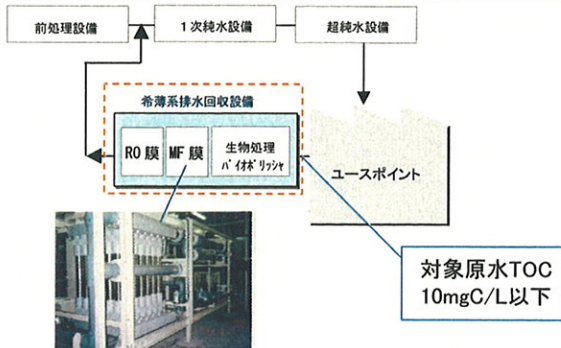 前処理設備
1次純水設備
超純水設備
希薄系排水回収設備
RO膜
MF膜
生物処理
バイオポリッシャ
ユースポイント
対象原水TOC
10mgC/L以下